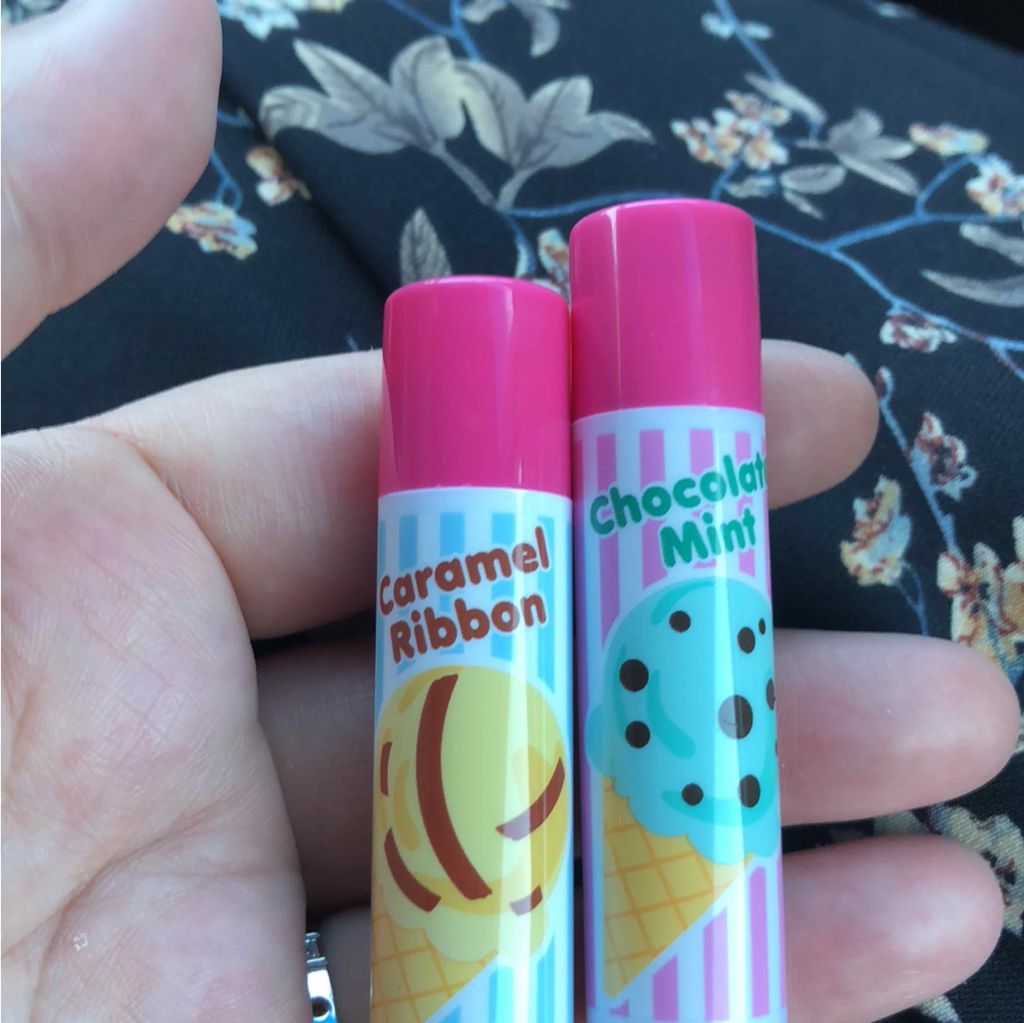 Caramel
Ribbon
Chocolat
Mint